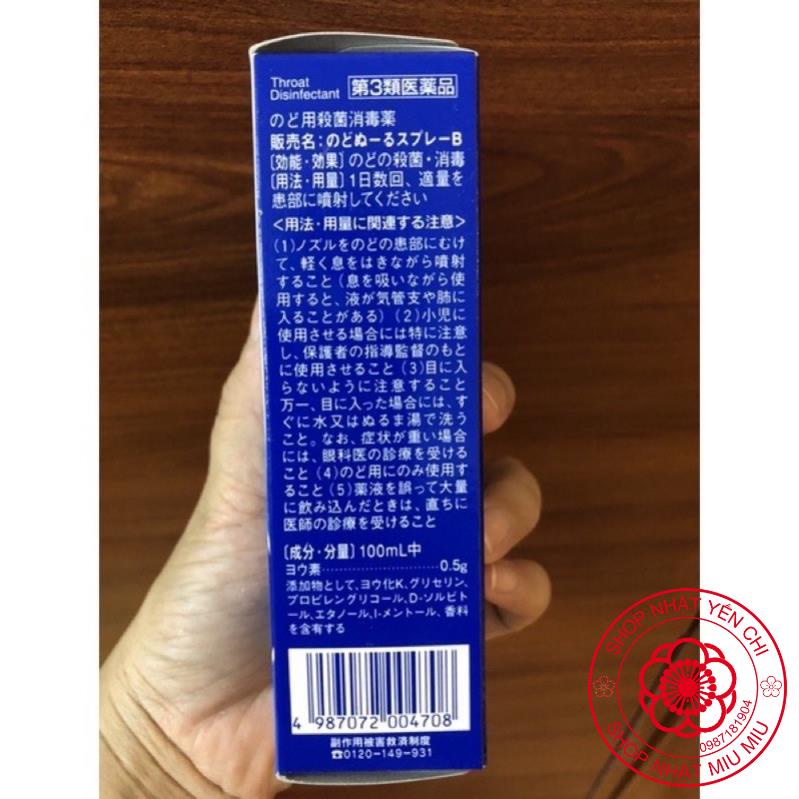 Throat
Disinfectant
第3類医薬品
のど用殺菌消毒薬
販売名：のどぬ〜るスプレーB
〔効能・効果〕のどの殺菌・消毒
〔用法・用量〕1日数回、適量を
患部に噴射してください
<用法・用量に関連する注意>
(1)ノズルをのどの患部にむけ
て、軽く息をはきながら噴射
すること（息を吸いながら使
用すると、液が気管支や肺に
入ることがある）(2)小児に
使用させる場合には特に注意
し、保護者の指導監督のもと
に使用させること(3)目に入
らないように注意すること
万一、目に入った場合には、す
ぐに水又はぬるま湯で洗う
こと。なお、症状が重い場合
には、眼科医の診療を受ける
こと(4)のど用にのみ使用す
ること(5)薬液を誤って大量
に飲み込んだときは、直ちに
医師の診療を受けること
〔成分・分量〕100mL中
ヨウ素……………………0.5g
添加物として、ヨウ化K、グリセリン、
プロピレングリコール、D-ソルビト
ール、エタノール、l-メントール、香料
を含有する
4 987072 004708
副作用被害救済制度
☎0120-149-931
SHOP NHẬT YẾN CHI
0987181904
SHOP NHẬT MIU MIU